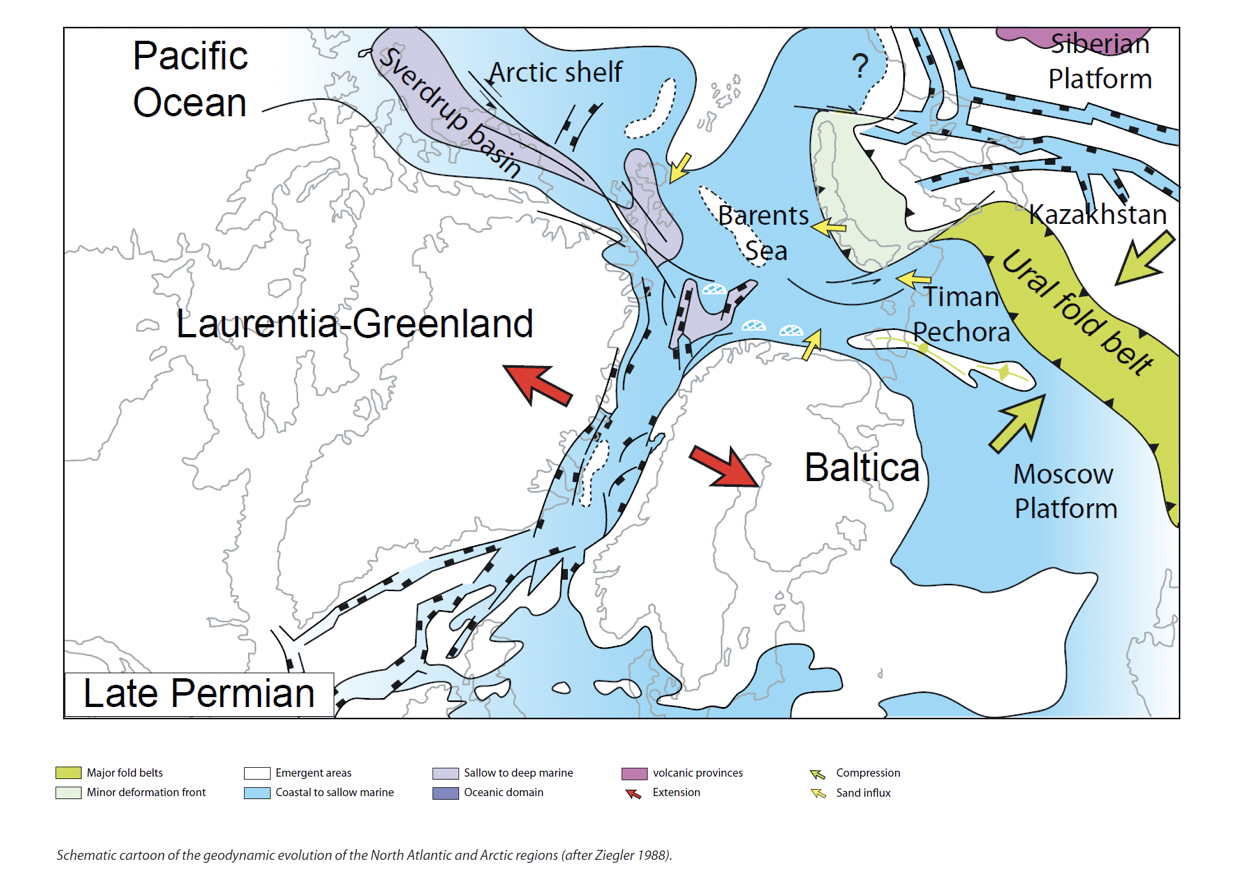 Pacific
Ocean
Sverdrup basin
Arctic shelf
?
Siberian
Platform
Barents
Sea
Kazakhstan
Ural fold belt
Timan
Pechora
Laurentia-Greenland
Baltica
Moscow
Platform
Late Permian
Major fold belts
Emergent areas
Sallow to deep marine
volcanic provinces
Compression
Minor deformation front
Coastal to sallow marine
Oceanic domain
Extension
Sand influx
Schematic cartoon of the geodynamic evolution of the North Atlantic and Arctic regions (after Ziegler 1988).